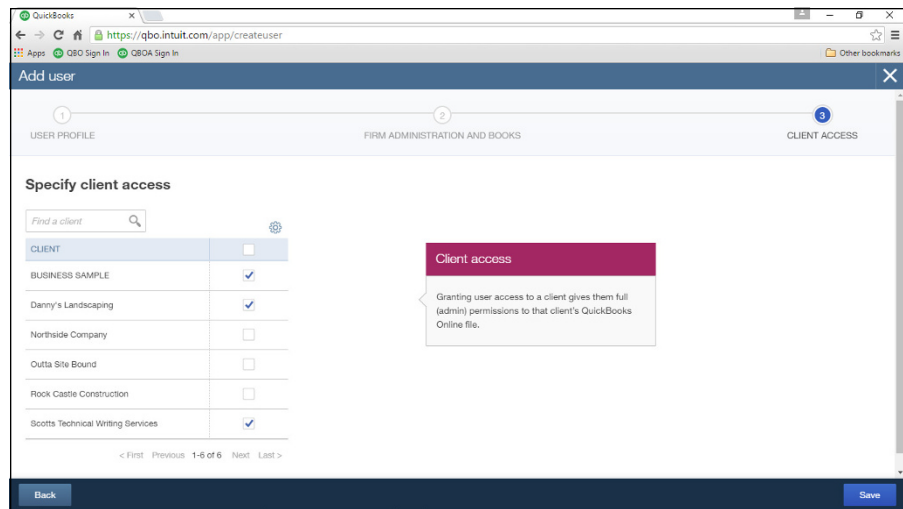 QuickBooks
https://qbo.intuit.com/app/createuser
Apps QBO Sign In QBOA Sign In Other bookmarks
Add user
1 2 3
USER PROFILE FIRM ADMINISTRATION AND BOOKS CLIENT ACCESS
Specify client access
Find a client
CLIENT
BUSINESS SAMPLE
Danny's Landscaping
Northside Company
Outta Site Bound
Rock Castle Construction
Scotts Technical Writing Services
< First Previous 1-6 of 6 Next Last >
Client access
Granting user access to a client gives them full
(admin) permissions to that client's QuickBooks
Online file.
Back Save